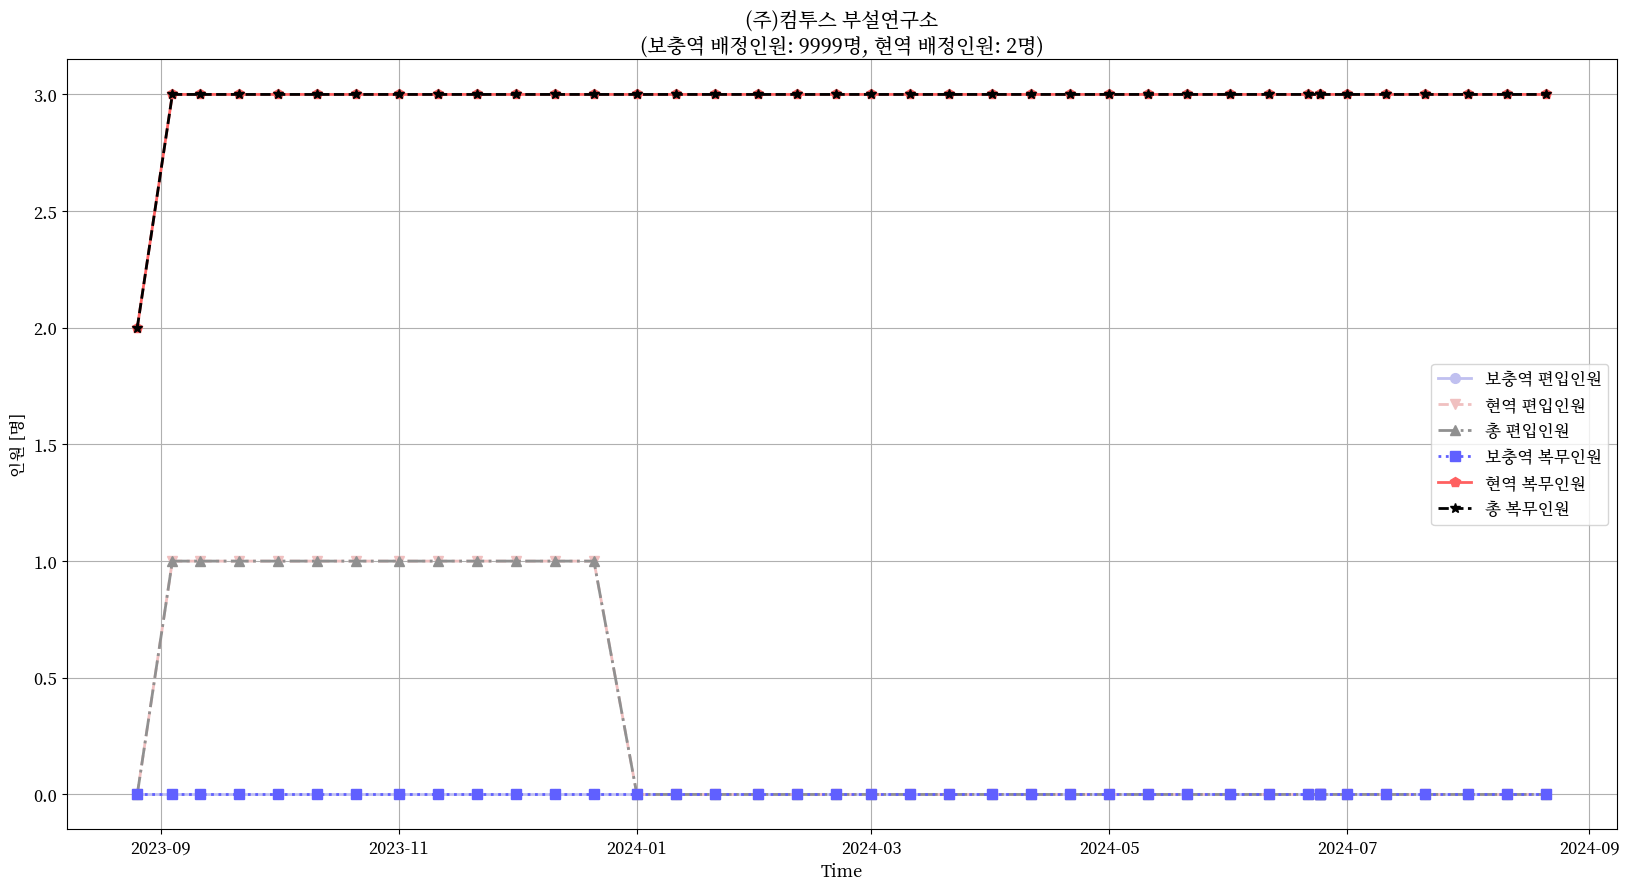 (주)컴투스 부설연구소
(보충역 배정인원: 9999명, 현역 배정인원: 2명)
3.0
2.5
2.0
1.5
1.0
0.5
0.0
인원 [명]
보충역 편입인원
현역 편입인원
총 편입인원
보충역 복무인원
현역 복무인원
총 복무인원
2023-09 2023-11 2024-01 2024-03 2024-05 2024-07 2024-09
Time